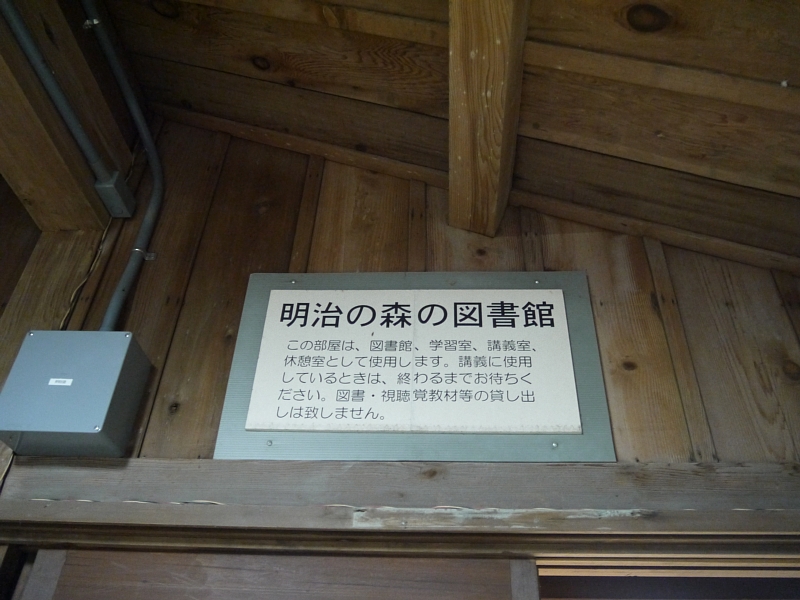 明治の森の図書館
この部屋は、図書館、学習室、講義室、
休憩室として使用します。講義に使用
しているときは、終わるまでお待ちく
ださい。図書・視聴覚教材等の貸し出
しは致しません。